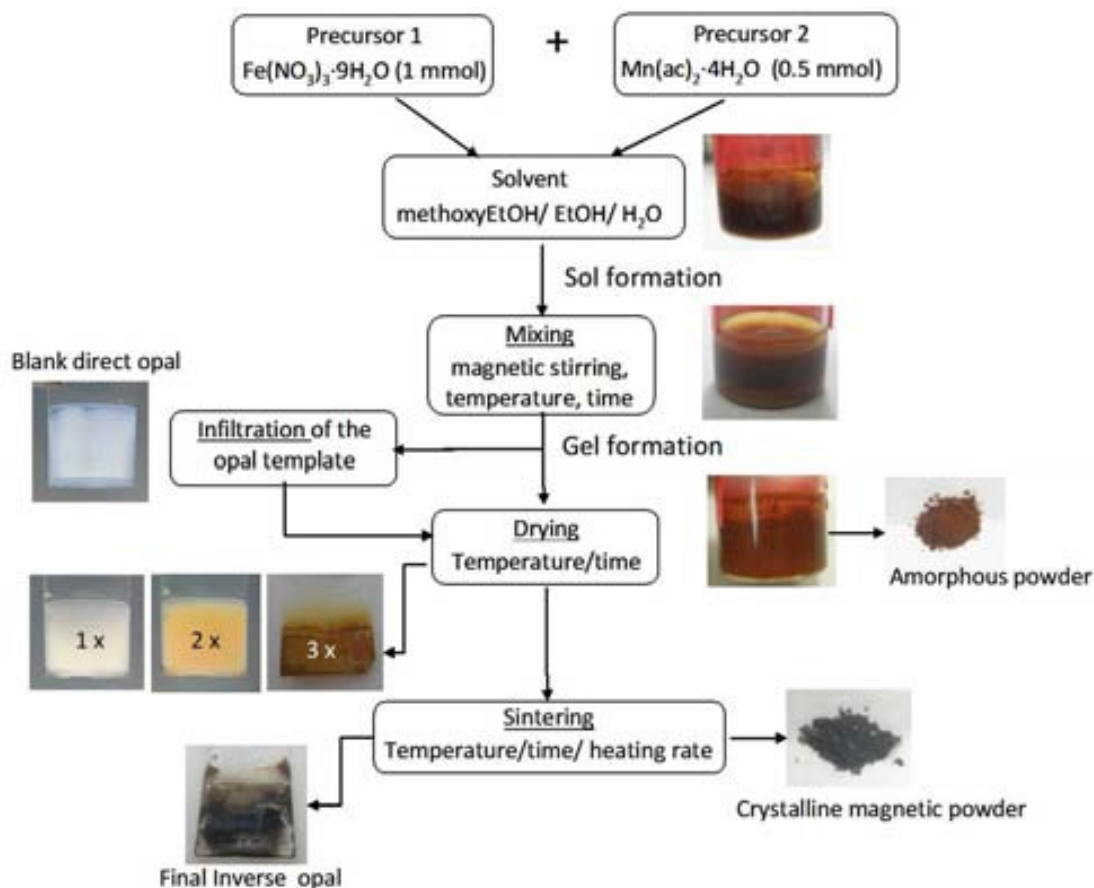 Precursor 1
Fe(NO₃)₃·9H₂O (1 mmol)
+
Precursor 2
Mn(ac)₂·4H₂O (0.5 mmol)
Solvent
methoxyEtOH/ EtOH/ H₂O
Sol formation
Mixing
magnetic stirring,
temperature, time
Blank direct opal
Infiltration of the
opal template
Gel formation
Drying
Temperature/time
Amorphous powder
1 x
2 x
3 x
Sintering
Temperature/time/ heating rate
Crystalline magnetic powder
Final Inverse opal